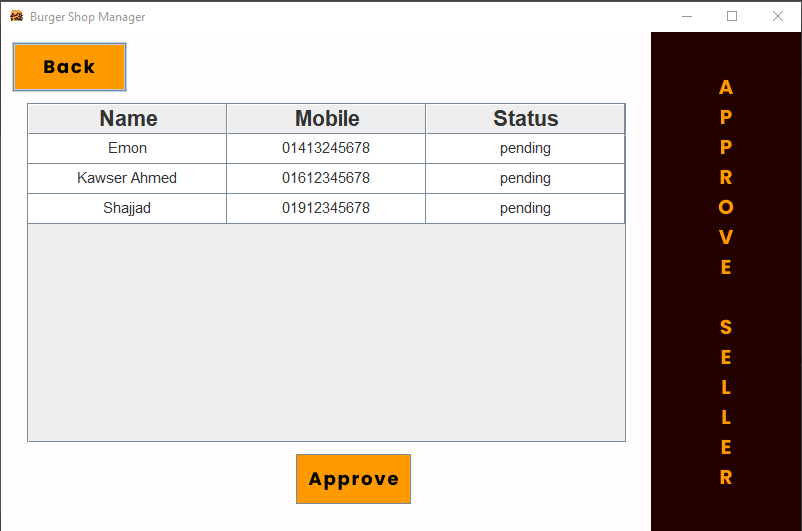 Burger Shop Manager
Back
Name Mobile Status
Emon 01413245678 pending
Kawser Ahmed 01612345678 pending
Shajjad 01912345678 pending
Approve
APPROVE SELLER